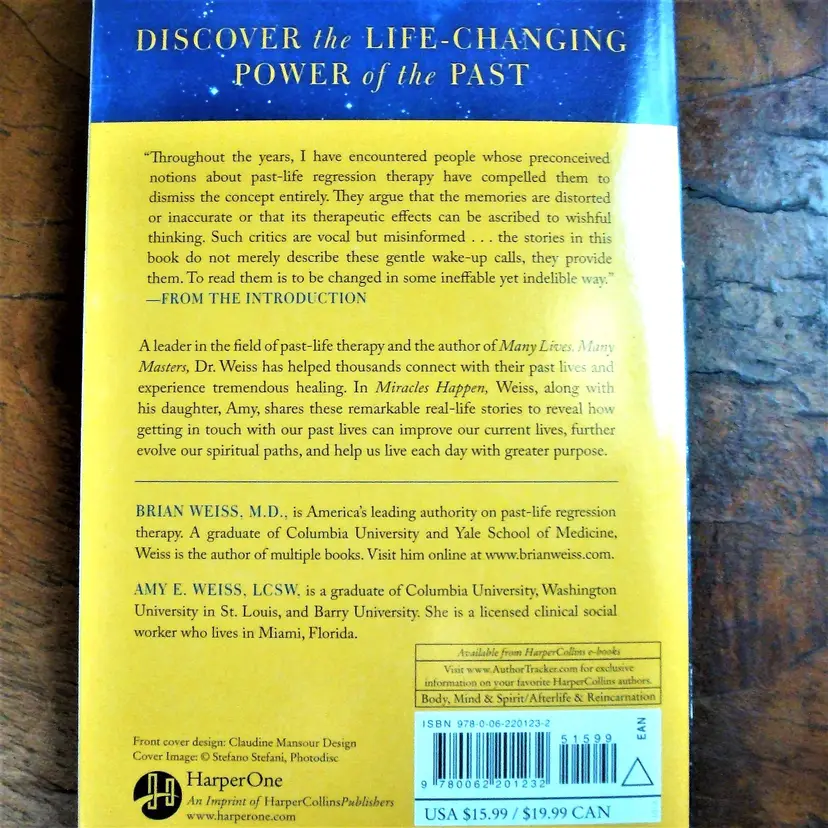 DISCOVER the LIFE-CHANGING
POWER of the PAST
“Throughout the years, I have encountered people whose preconceived
notions about past-life regression therapy have compelled them to
dismiss the concept entirely. They argue that the memories are distorted
or inaccurate or that its therapeutic effects can be ascribed to wishful
thinking. Such critics are vocal but misinformed . . . the stories in this
book do not merely describe these gentle wake-up calls, they provide
them. To read them is to be changed in some ineffable yet indelible way.”
—FROM THE INTRODUCTION
A leader in the field of past-life therapy and the author of Many Lives, Many
Masters, Dr. Weiss has helped thousands connect with their past lives and
experience tremendous healing. In Miracles Happen, Weiss, along with
his daughter, Amy, shares these remarkable real-life stories to reveal how
getting in touch with our past lives can improve our current lives, further
evolve our spiritual paths, and help us live each day with greater purpose.
BRIAN WEISS, M.D., is America’s leading authority on past-life regression
therapy. A graduate of Columbia University and Yale School of Medicine,
Weiss is the author of multiple books. Visit him online at www.brianweiss.com.
AMY E. WEISS, LCSW, is a graduate of Columbia University, Washington
University in St. Louis, and Barry University. She is a licensed clinical social
worker who lives in Miami, Florida.
Available from HarperCollins e-books
Visit www.AuthorTracker.com for exclusive
information on your favorite HarperCollins authors.
Body, Mind & Spirit/Afterlife & Reincarnation
ISBN 978-0-06-220123-2
51599
EAN
9 780062 201232
USA $15.99 / $19.99 CAN
Front cover design: Claudine Mansour Design
Cover Image: © Stefano Stefani, Photodisc
HarperOne
An Imprint of HarperCollinsPublishers
www.harperone.com